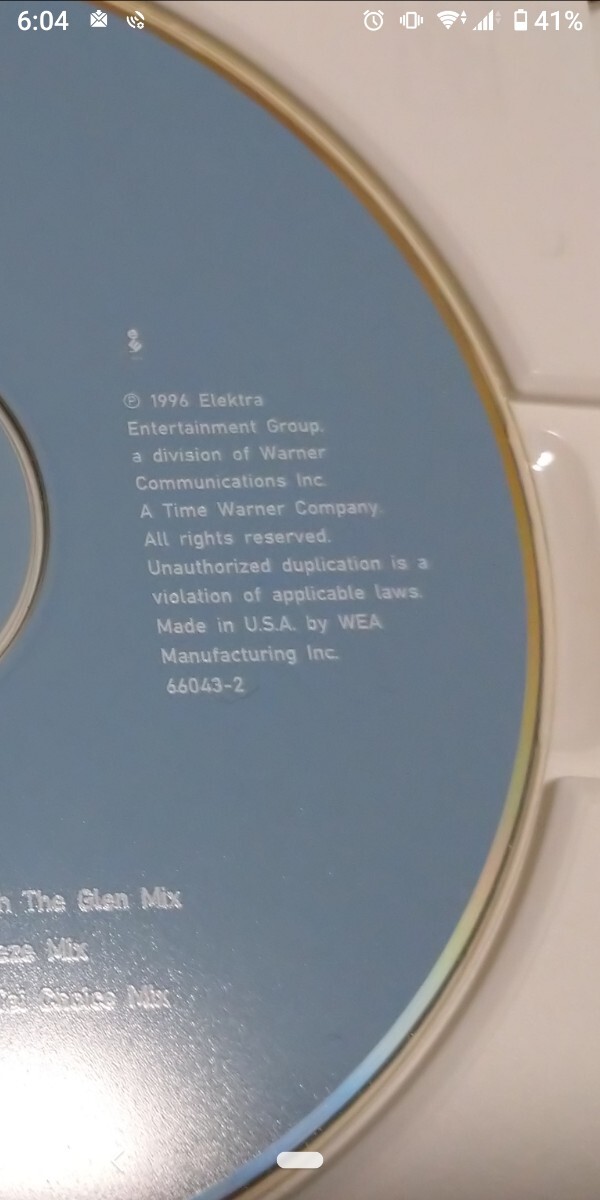 6:04
41%
℗ 1996 Elektra
Entertainment Group.
a division of Warner
Communications Inc.
A Time Warner Company.
All rights reserved.
Unauthorized duplication is a
violation of applicable laws.
Made in U.S.A. by WEA
Manufacturing Inc.
66043-2
The Glen Mix
Mix
Choice Mix